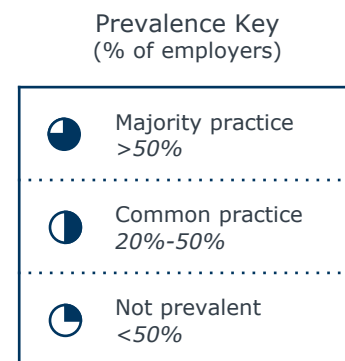 Prevalence Key
(% of employers)
Majority practice
>50%
Common practice
20%-50%
Not prevalent
<50%